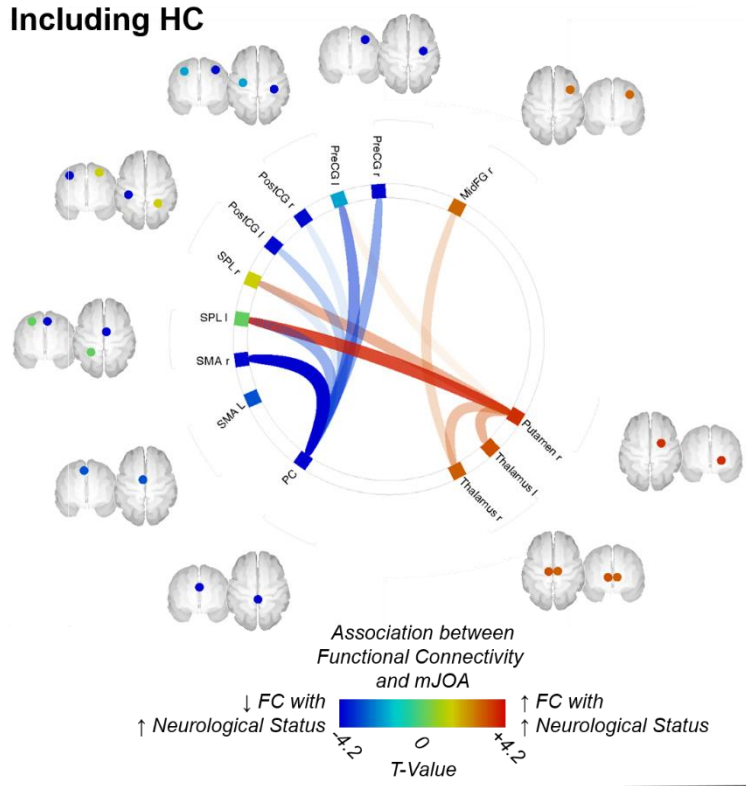 Including HC
PreCG l
PreCG r
MidFG r
PostCG r
PostCG l
SPL r
SPL l
SMA r
SMA L
PC
Putamen r
Thalamus l
Thalamus r
Association between
Functional Connectivity
and mJOA
↓ FC with
↑ Neurological Status
↑ FC with
↑ Neurological Status
-4.2
0
+4.2
T-Value